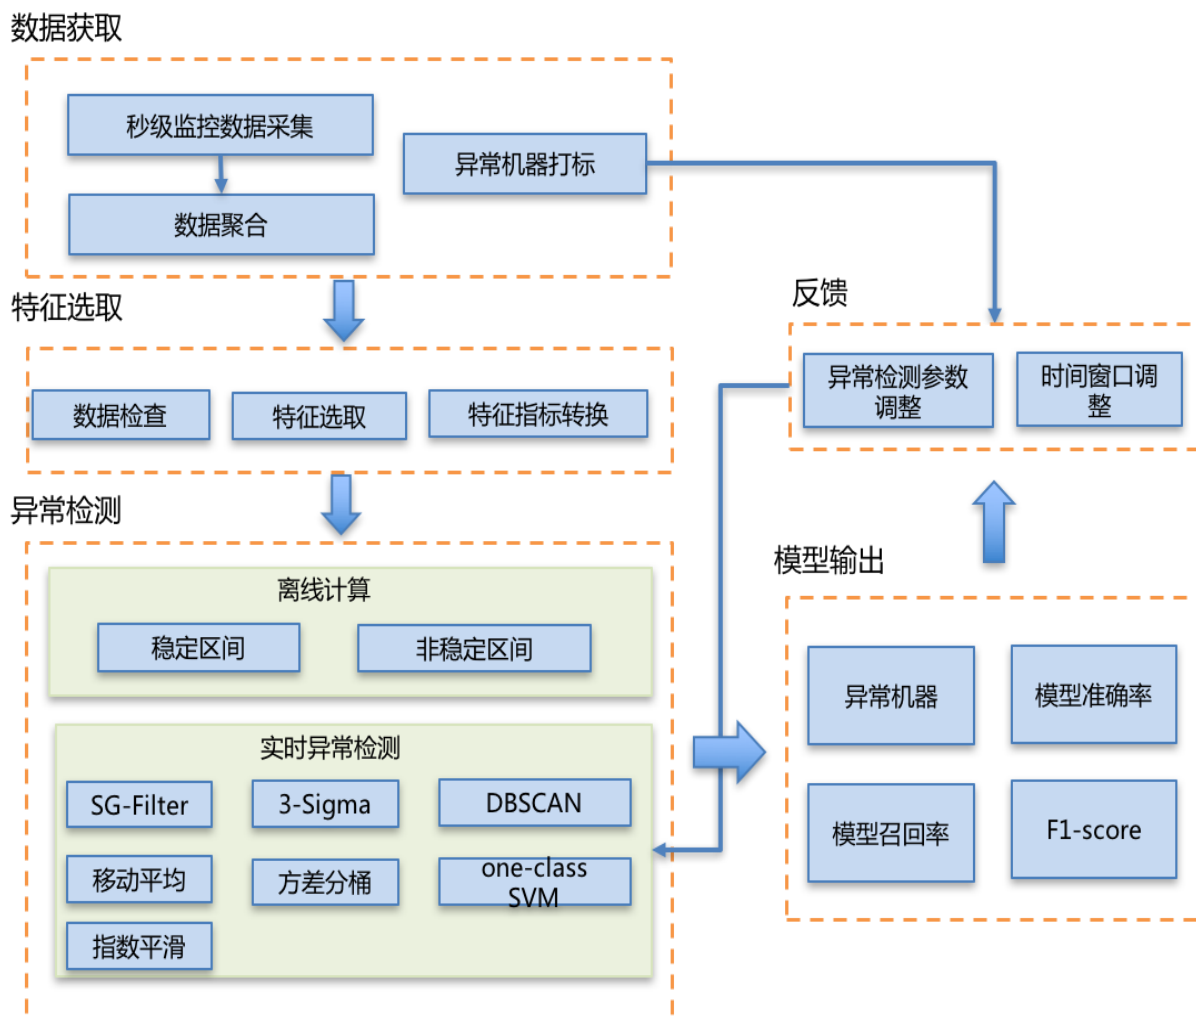 数据获取
秒级监控数据采集
异常机器打标
数据聚合
特征选取
数据检查
特征选取
特征指标转换
异常检测
离线计算
稳定区间
非稳定区间
实时异常检测
SG-Filter
3-Sigma
DBSCAN
移动平均
方差分桶
one-class
SVM
指数平滑
反馈
异常检测参数
调整
时间窗口调
整
模型输出
异常机器
模型准确率
模型召回率
F1-score